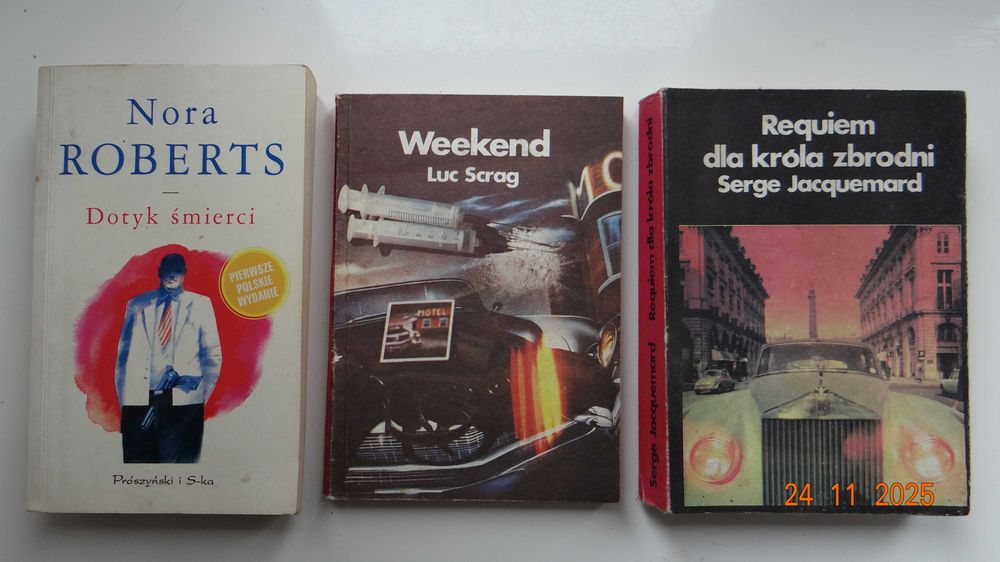 Nora
ROBERTS
Dotyk śmierci
PIERWSZE
POLSKIE
WYDANIE
Prószyński i S-ka
Weekend
Luc Scrag
MO
MOTEL
Serge Jacquemard Requiem dla króla zbrodni
Requiem
dla króla zbrodni
Serge Jacquemard
R
24 11 2025